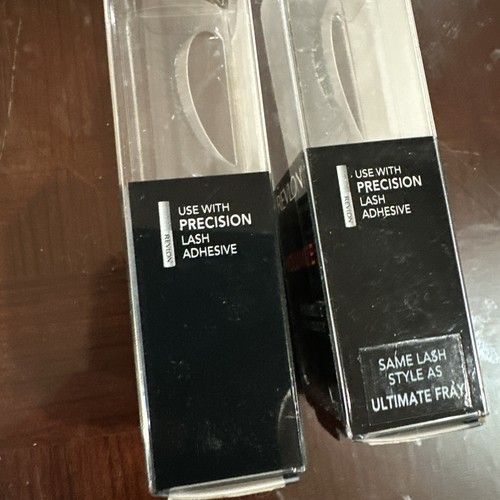 USE WITH
PRECISION
LASH
ADHESIVE
REVLON
REVLON
USE WITH
PRECISION
LASH
ADHESIVE
SAME LASH
STYLE AS
ULTIMATE FRAY